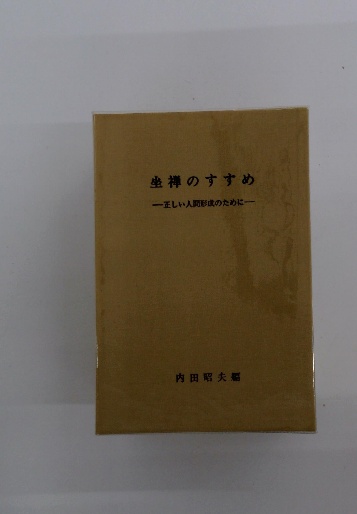 坐禅のすすめ
──正しい人間形成のために──
内田昭夫編